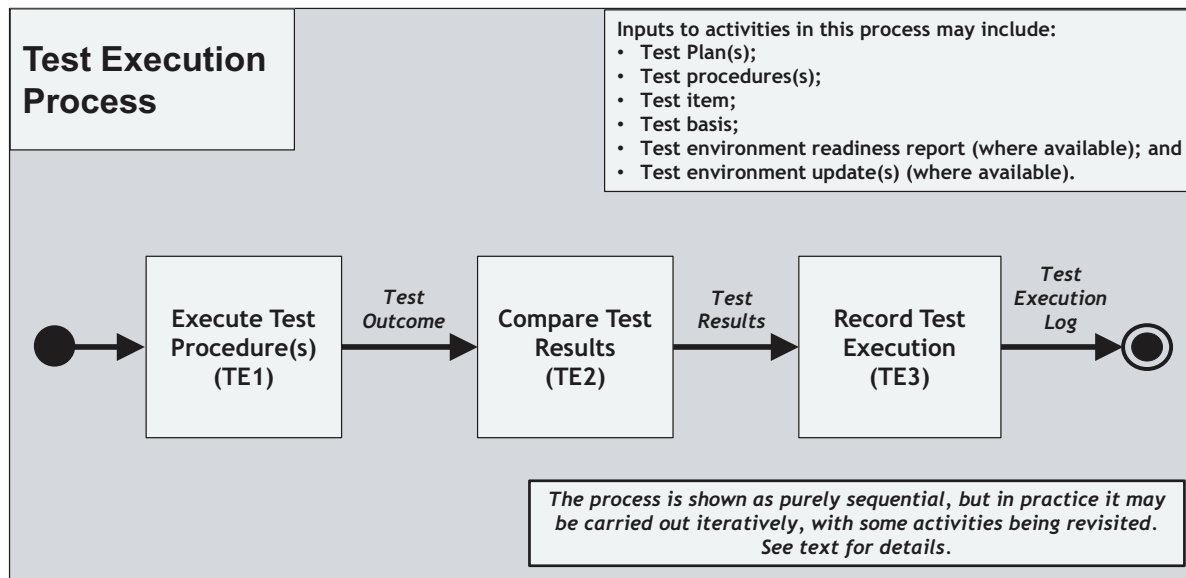 Test Execution
Process
Inputs to activities in this process may include:
• Test Plan(s);
• Test procedures(s);
• Test item;
• Test basis;
• Test environment readiness report (where available); and
• Test environment update(s) (where available).
Execute Test
Procedure(s)
(TE1)
Test
Outcome
Compare Test
Results
(TE2)
Test
Results
Record Test
Execution
(TE3)
Test
Execution
Log
The process is shown as purely sequential, but in practice it may
be carried out iteratively, with some activities being revisited.
See text for details.